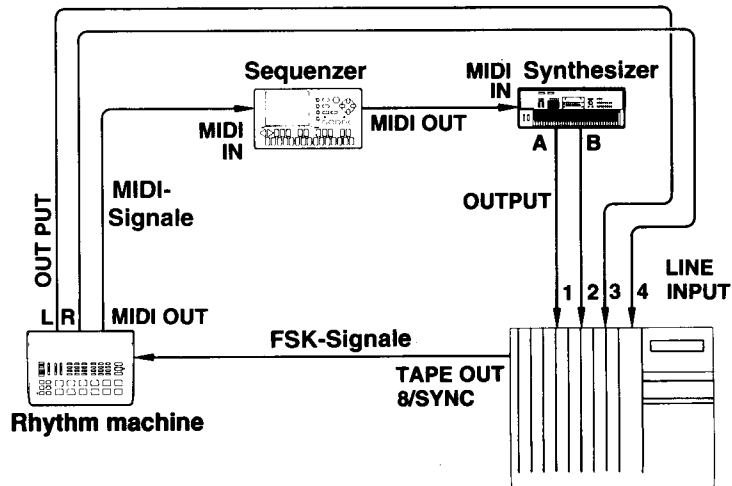 Sequenzer
MIDI IN
Synthesizer
MIDI IN
MIDI OUT
A B
MIDI-
Signale
OUTPUT
OUT PUT
LINE
INPUT
1 2 3 4
L R
MIDI OUT
FSK-Signale
TAPE OUT
8/SYNC
Rhythm machine